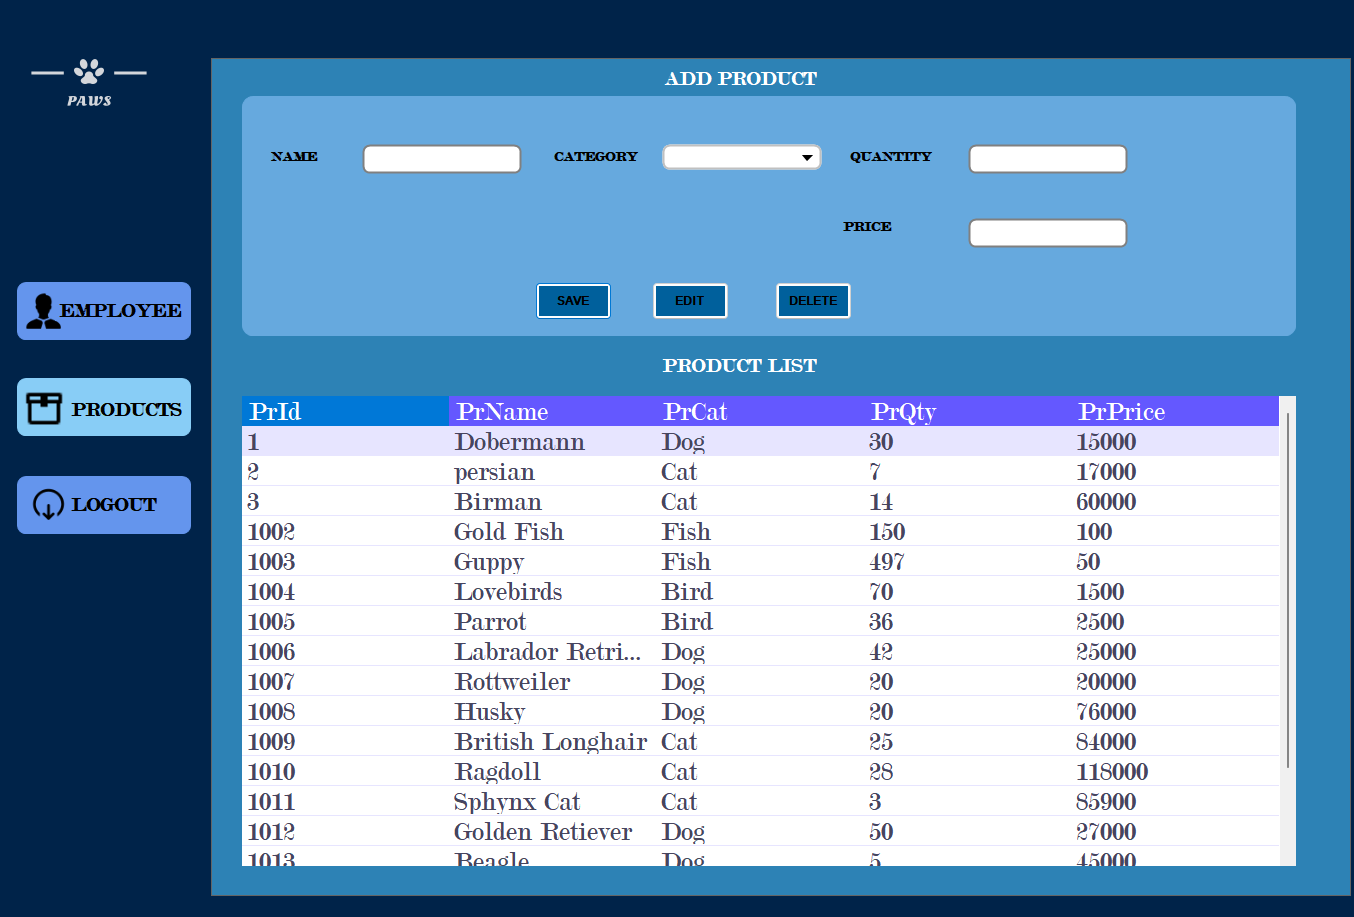 PAWS
ADD PRODUCT
NAME CATEGORY QUANTITY
PRICE
SAVE EDIT DELETE
EMPLOYEE
PRODUCTS
LOGOUT
PRODUCT LIST
PrId PrName PrCat PrQty PrPrice
1 Dobermann Dog 30 15000
2 persian Cat 7 17000
3 Birman Cat 14 60000
1002 Gold Fish Fish 150 100
1003 Guppy Fish 497 50
1004 Lovebirds Bird 70 1500
1005 Parrot Bird 36 2500
1006 Labrador Retri... Dog 42 25000
1007 Rottweiler Dog 20 20000
1008 Husky Dog 20 76000
1009 British Longhair Cat 25 84000
1010 Ragdoll Cat 28 118000
1011 Sphynx Cat Cat 3 85900
1012 Golden Retiever Dog 50 27000
1013 Beagle Dog 5 45000